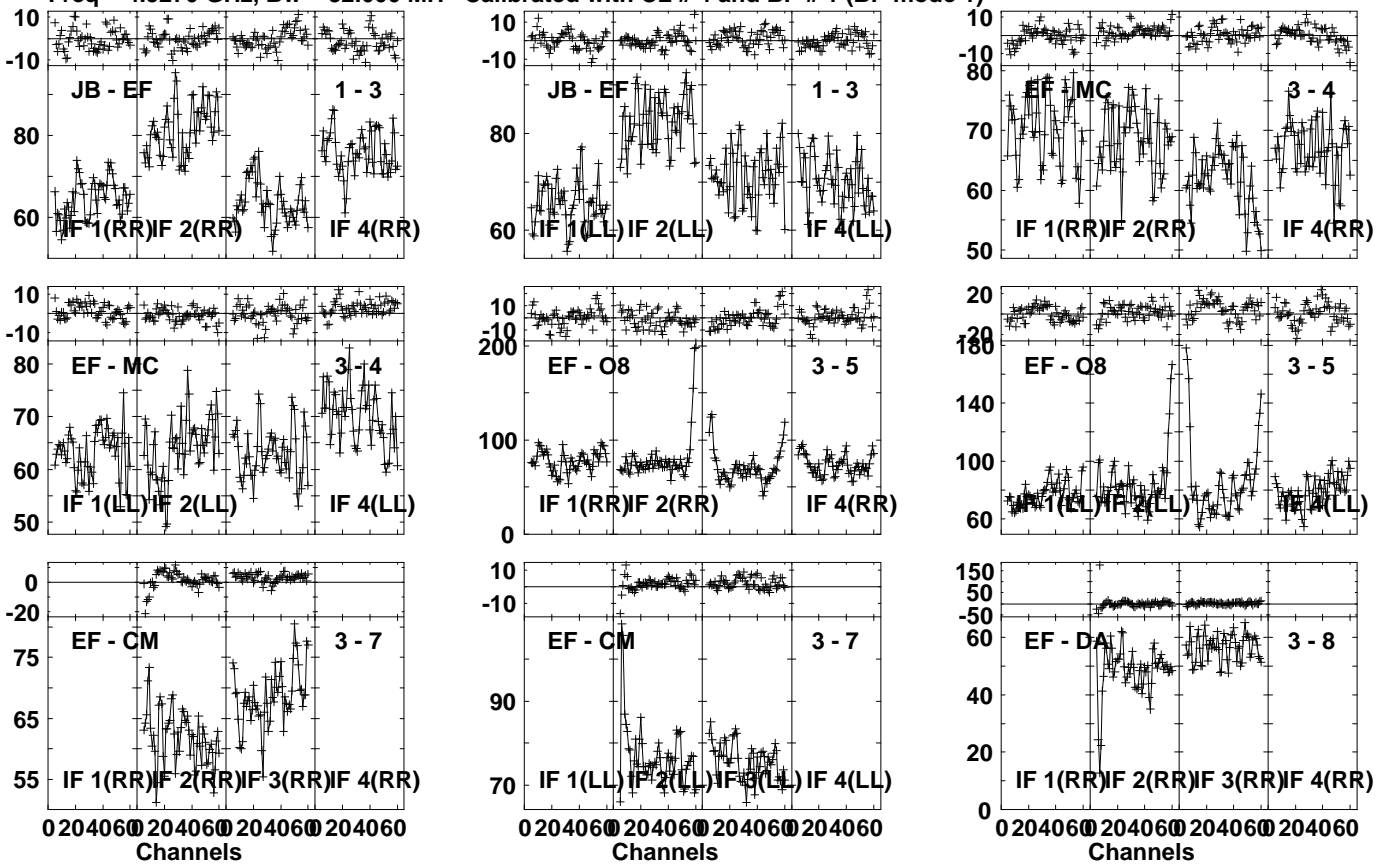 Calibrated with and
10
-10
JB - EF 1 - 3
80
60
IF 1(RR) IF 2(RR) IF 4(RR)
10
-10
JB - EF 1 - 3
80
60
IF 1(LL) IF 2(LL) IF 4(LL)
10
-10
80
EF - MC 3 - 4
70
60
50
IF 1(RR) IF 2(RR) IF 4(RR)
10
-10
80
EF - MC 3 - 4
70
60
50
IF 1(LL) IF 2(LL) IF 4(LL)
10
-10
200
EF - O8 3 - 5
100
0
IF 1(RR) IF 2(RR) IF 4(RR)
20
-20
180
EF - O8 3 - 5
140
100
60
IF 1(LL) IF 2(LL) IF 4(LL)
0
-20
EF - CM 3 - 7
75
65
55
IF 1(RR) IF 2(RR) IF 3(RR) IF 4(RR)
0 20 40 60 0 20 40 60 0 20 40 60 0 20 40 60
Channels
10
-10
EF - CM 3 - 7
90
70
IF 1(LL) IF 2(LL) IF 3(LL) IF 4(LL)
0 20 40 60 0 20 40 60 0 20 40 60 0 20 40 60
Channels
150
50
-50
EF - DA 3 - 8
60
40
20
0
IF 1(RR) IF 2(RR) IF 3(RR) IF 4(RR)
0 20 40 60 0 20 40 60 0 20 40 60 0 20 40 60
Channels